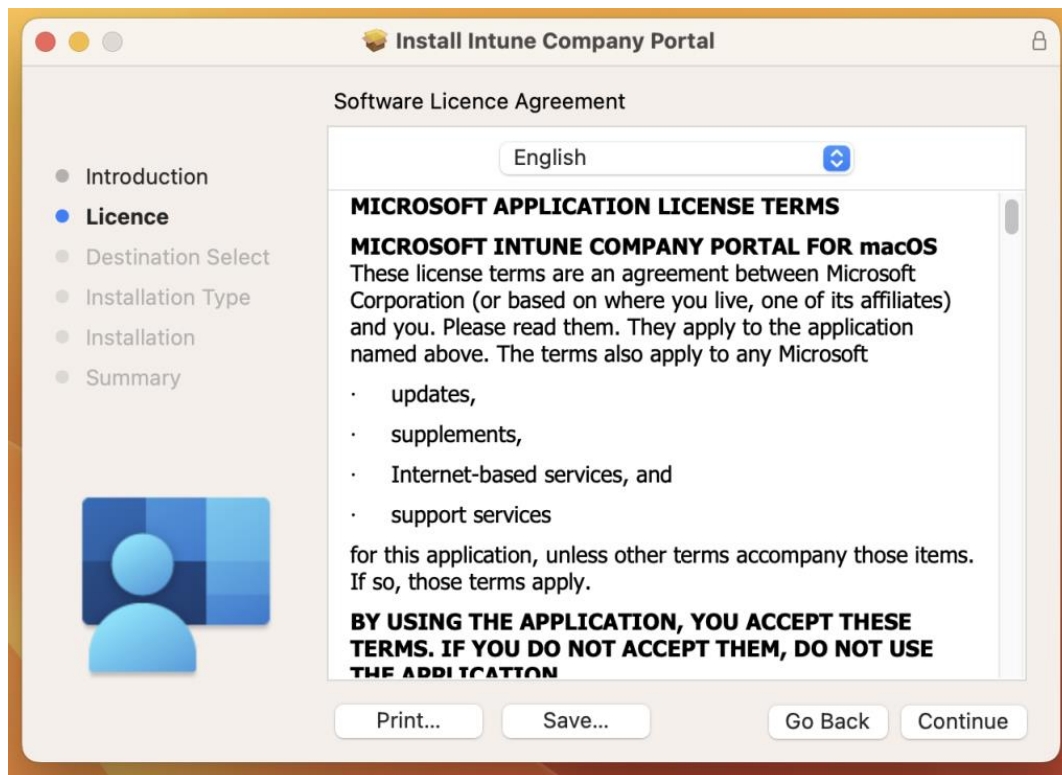 Install Intune Company Portal
Software Licence Agreement
Introduction
Licence
Destination Select
Installation Type
Installation
Summary
English
MICROSOFT APPLICATION LICENSE TERMS
MICROSOFT INTUNE COMPANY PORTAL FOR macOS
These license terms are an agreement between Microsoft
Corporation (or based on where you live, one of its affiliates)
and you. Please read them. They apply to the application
named above. The terms also apply to any Microsoft
· updates,
· supplements,
· Internet-based services, and
· support services
for this application, unless other terms accompany those items.
If so, those terms apply.
BY USING THE APPLICATION, YOU ACCEPT THESE
TERMS. IF YOU DO NOT ACCEPT THEM, DO NOT USE
THE APPLICATION
Print...
Save...
Go Back
Continue